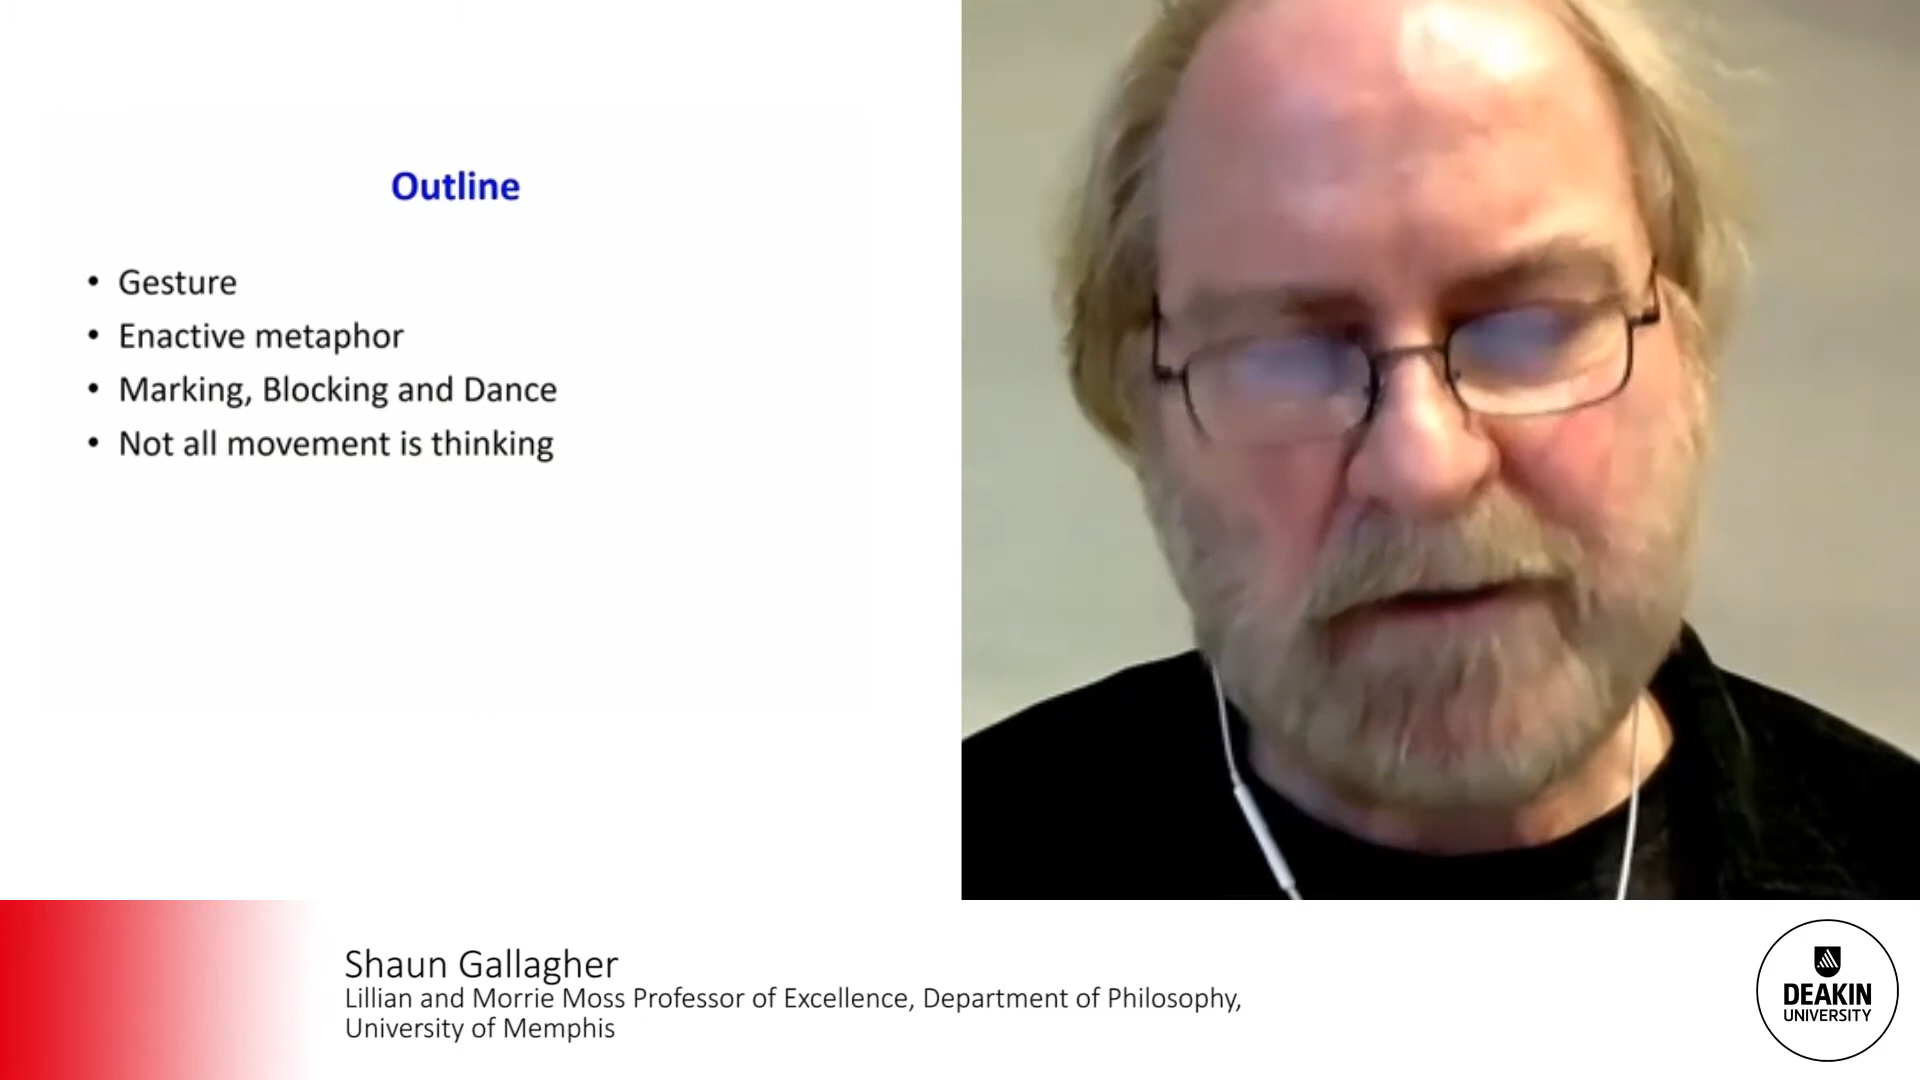 Outline
• Gesture
• Enactive metaphor
• Marking, Blocking and Dance
• Not all movement is thinking
Shaun Gallagher
Lillian and Morrie Moss Professor of Excellence, Department of Philosophy,
University of Memphis
DEAKIN
UNIVERSITY